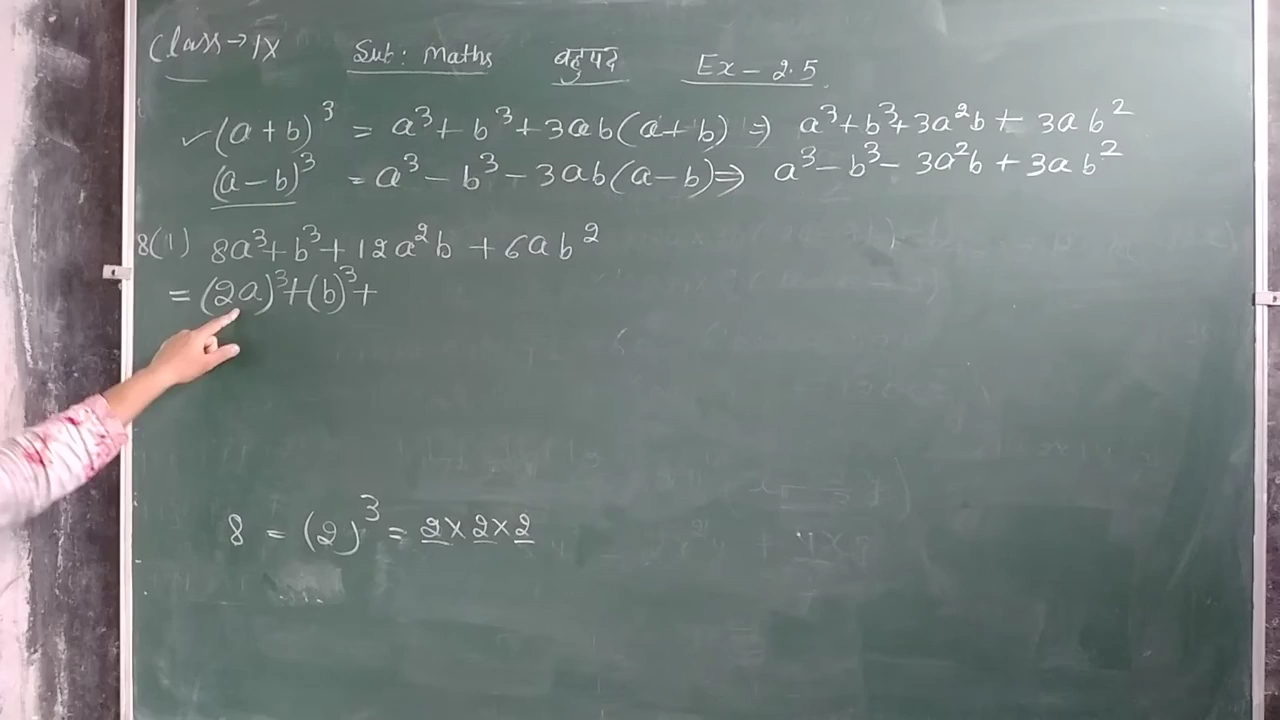 Class → IX Sub: Maths बहुपद Ex – 2.5
✓ (a + b)³ = a³ + b³ + 3ab(a + b) ⇒ a³ + b³ + 3a²b + 3ab²
(a – b)³ = a³ – b³ – 3ab(a – b) ⇒ a³ – b³ – 3a²b + 3ab²
8(1) 8a³ + b³ + 12a²b + 6ab²
= (2a)³ + (b)³ +
8 = (2)³ = 2 × 2 × 2